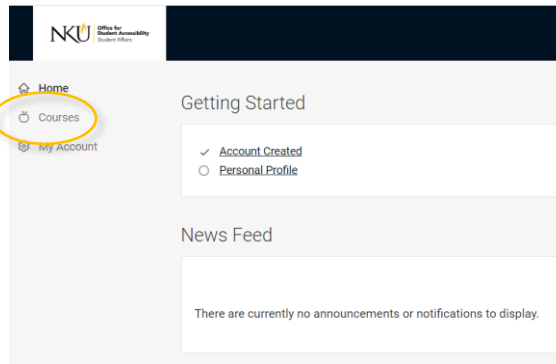 NKU
Office for
Student Accessibility
Student Affairs
Home
Courses
My Account
Getting Started
Account Created
Personal Profile
News Feed
There are currently no announcements or notifications to display.